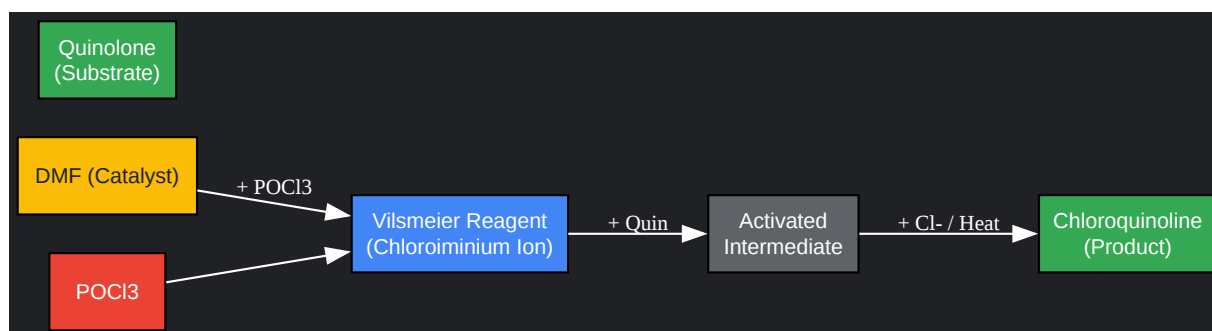 Quinolone
(Substrate)
DMF (Catalyst)
+ POCl3
POCl3
Vilsmeier Reagent
(Chloroiminium Ion)
+ Quin
Activated
Intermediate
+ Cl- / Heat
Chloroquinoline
(Product)